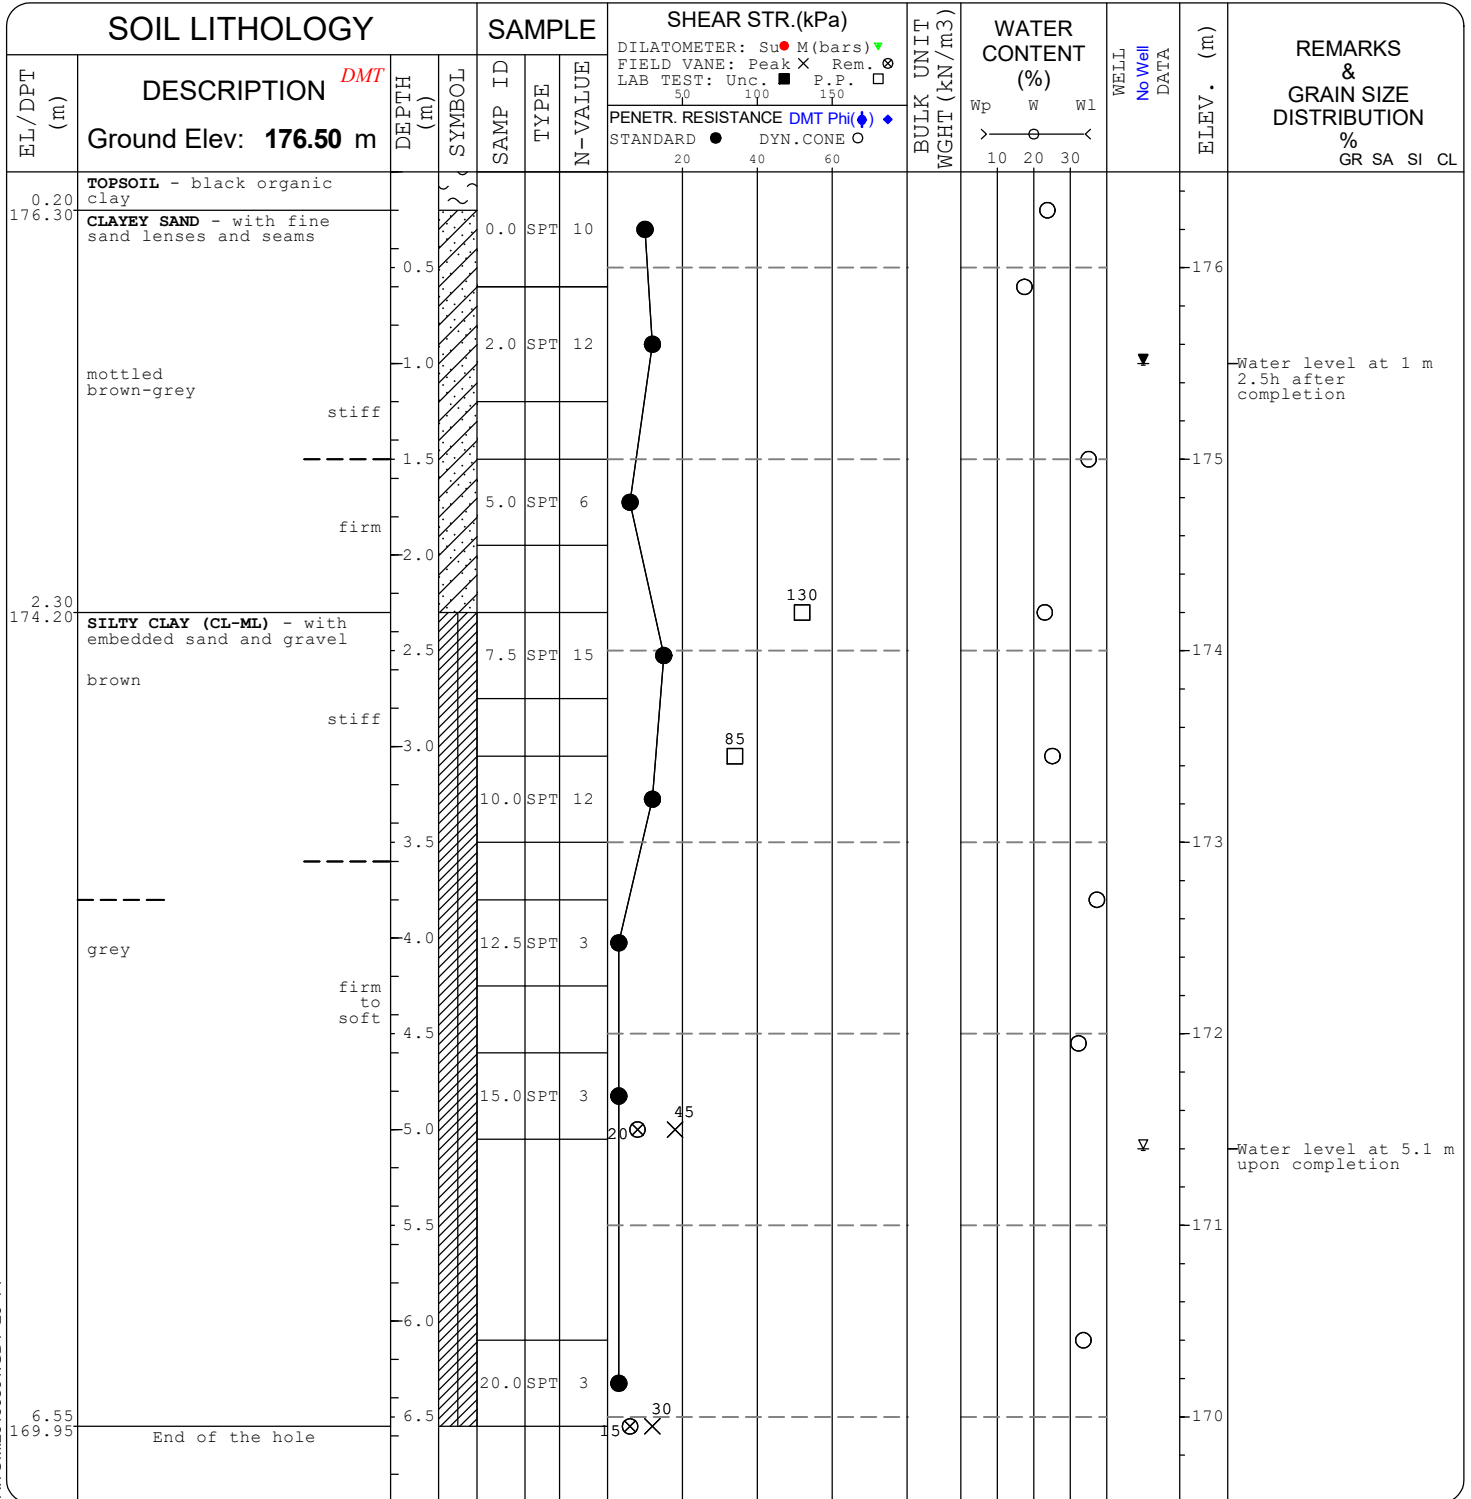 SOIL LITHOLOGY
SAMPLE
SHEAR STR.(kPa)
DILATOMETER: Su M(bars)
FIELD VANE: Peak Rem.
LAB TEST: Unc. P.P.
50 100 150
PENETR. RESISTANCE DMT Phi(ϕ)
STANDARD DYN.CONE
20 40 60
BULK UNIT
WGHT(kN/m3)
WATER
CONTENT
(%)
Wp W Wl
10 20 30
WELL
No Well
DATA
ELEV. (m)
REMARKS
&
GRAIN SIZE
DISTRIBUTION
%
GR SA SI CL
EL/DPT
(m)
DESCRIPTION DMT
Ground Elev: 176.50 m
DEPTH
(m)
SYMBOL
SAMP ID
TYPE
N-VALUE
TOPSOIL - black organic
clay
0.20
176.30
CLAYEY SAND - with fine
sand lenses and seams
0.0 SPT 10
0.5
176
2.0 SPT 12
1.0
Water level at 1 m
2.5h after
completion
mottled
brown-grey
stiff
1.5
175
5.0 SPT 6
firm
2.0
130
2.30
174.20
SILTY CLAY (CL-ML) - with
embedded sand and gravel
2.5
7.5 SPT 15
174
brown
stiff
85
3.0
10.0 SPT 12
3.5
173
4.0
12.5 SPT 3
grey
firm
to
soft
4.5
172
15.0 SPT 3
45
20
5.0
Water level at 5.1 m
upon completion
5.5
171
6.0
20.0 SPT 3
30
6.55
169.95
6.5
170
15
End of the hole